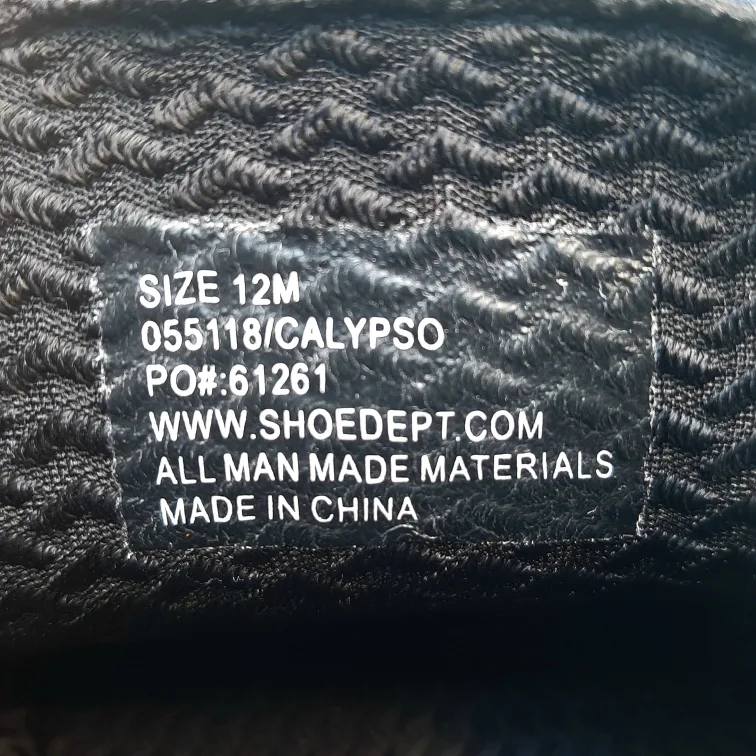 SIZE 12M
055118/CALYPSO
PO#:61261
WWW.SHOEDEPT.COM
ALL MAN MADE MATERIALS
MADE IN CHINA